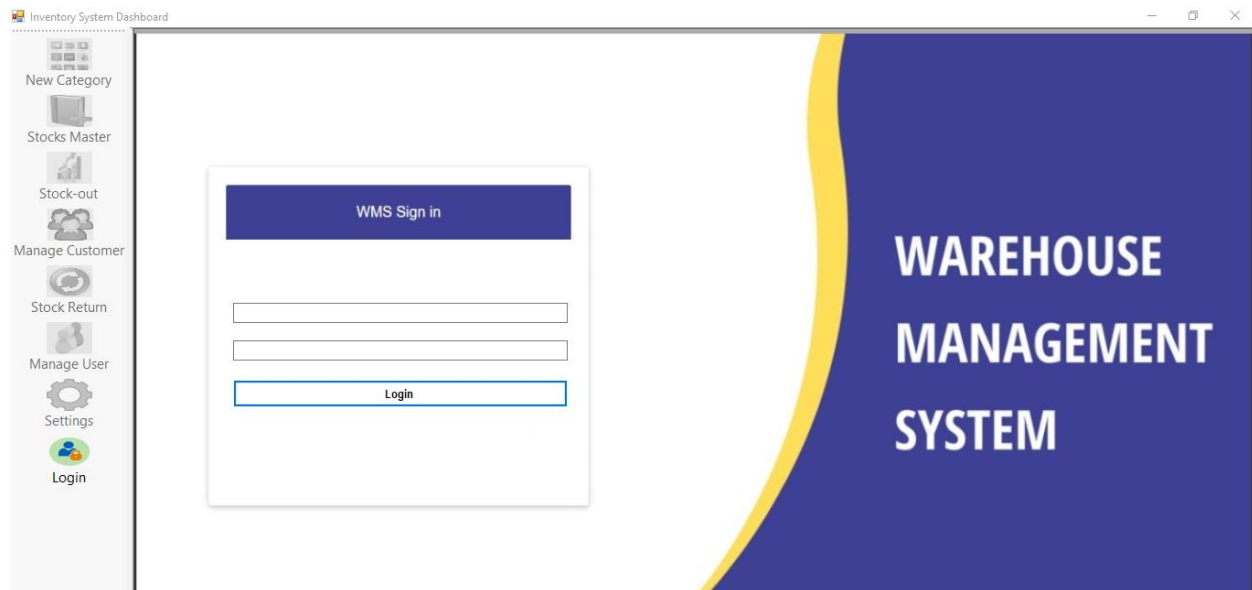 Inventory System Dashboard
New Category
Stocks Master
Stock-out
Manage Customer
Stock Return
Manage User
Settings
Login
WMS Sign in
Login
WAREHOUSE
MANAGEMENT
SYSTEM